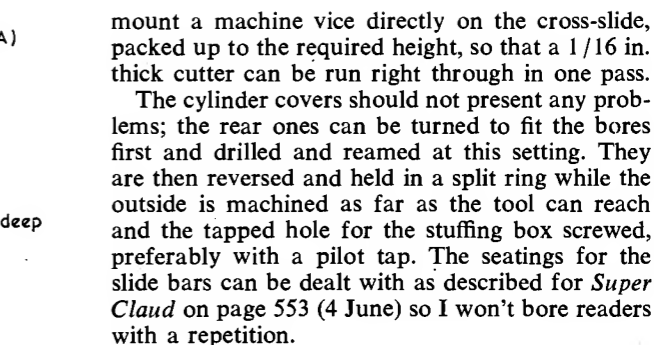 A)
mount a machine vice directly on the cross-slide,
packed up to the required height, so that a 1/16 in.
thick cutter can be run right through in one pass.
The cylinder covers should not present any prob-
lems; the rear ones can be turned to fit the bores
first and drilled and reamed at this setting. They
are then reversed and held in a split ring while the
outside is machined as far as the tool can reach
deep
and the tapped hole for the stuffing box screwed,
preferably with a pilot tap. The seatings for the
slide bars can be dealt with as described for Super
Claud on page 553 (4 June) so I won't bore readers
with a repetition.